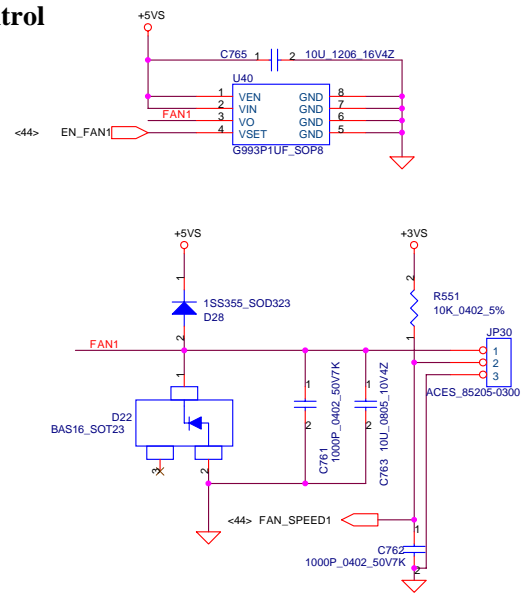 trol
+5VS
C765 1 2 10U_1206_16V4Z
U40
1 VEN GND 8
2 VIN GND 7
FAN1 3 VO GND 6
<44> EN_FAN1 4 VSET GND 5
G993P1UF_SOP8
+5VS
+3VS
1
2
1SS355_SOD323
D28
R551
10K_0402_5%
2
1
FAN1
JP30
1
2
3
ACES_85205-0300
1
D22
BAS16_SOT23
3
2
1
2
C761
1000P_0402_50V7K
1
2
C763 10U_0805_10V4Z
<44> FAN_SPEED1
1
C762
1000P_0402_50V7K
2